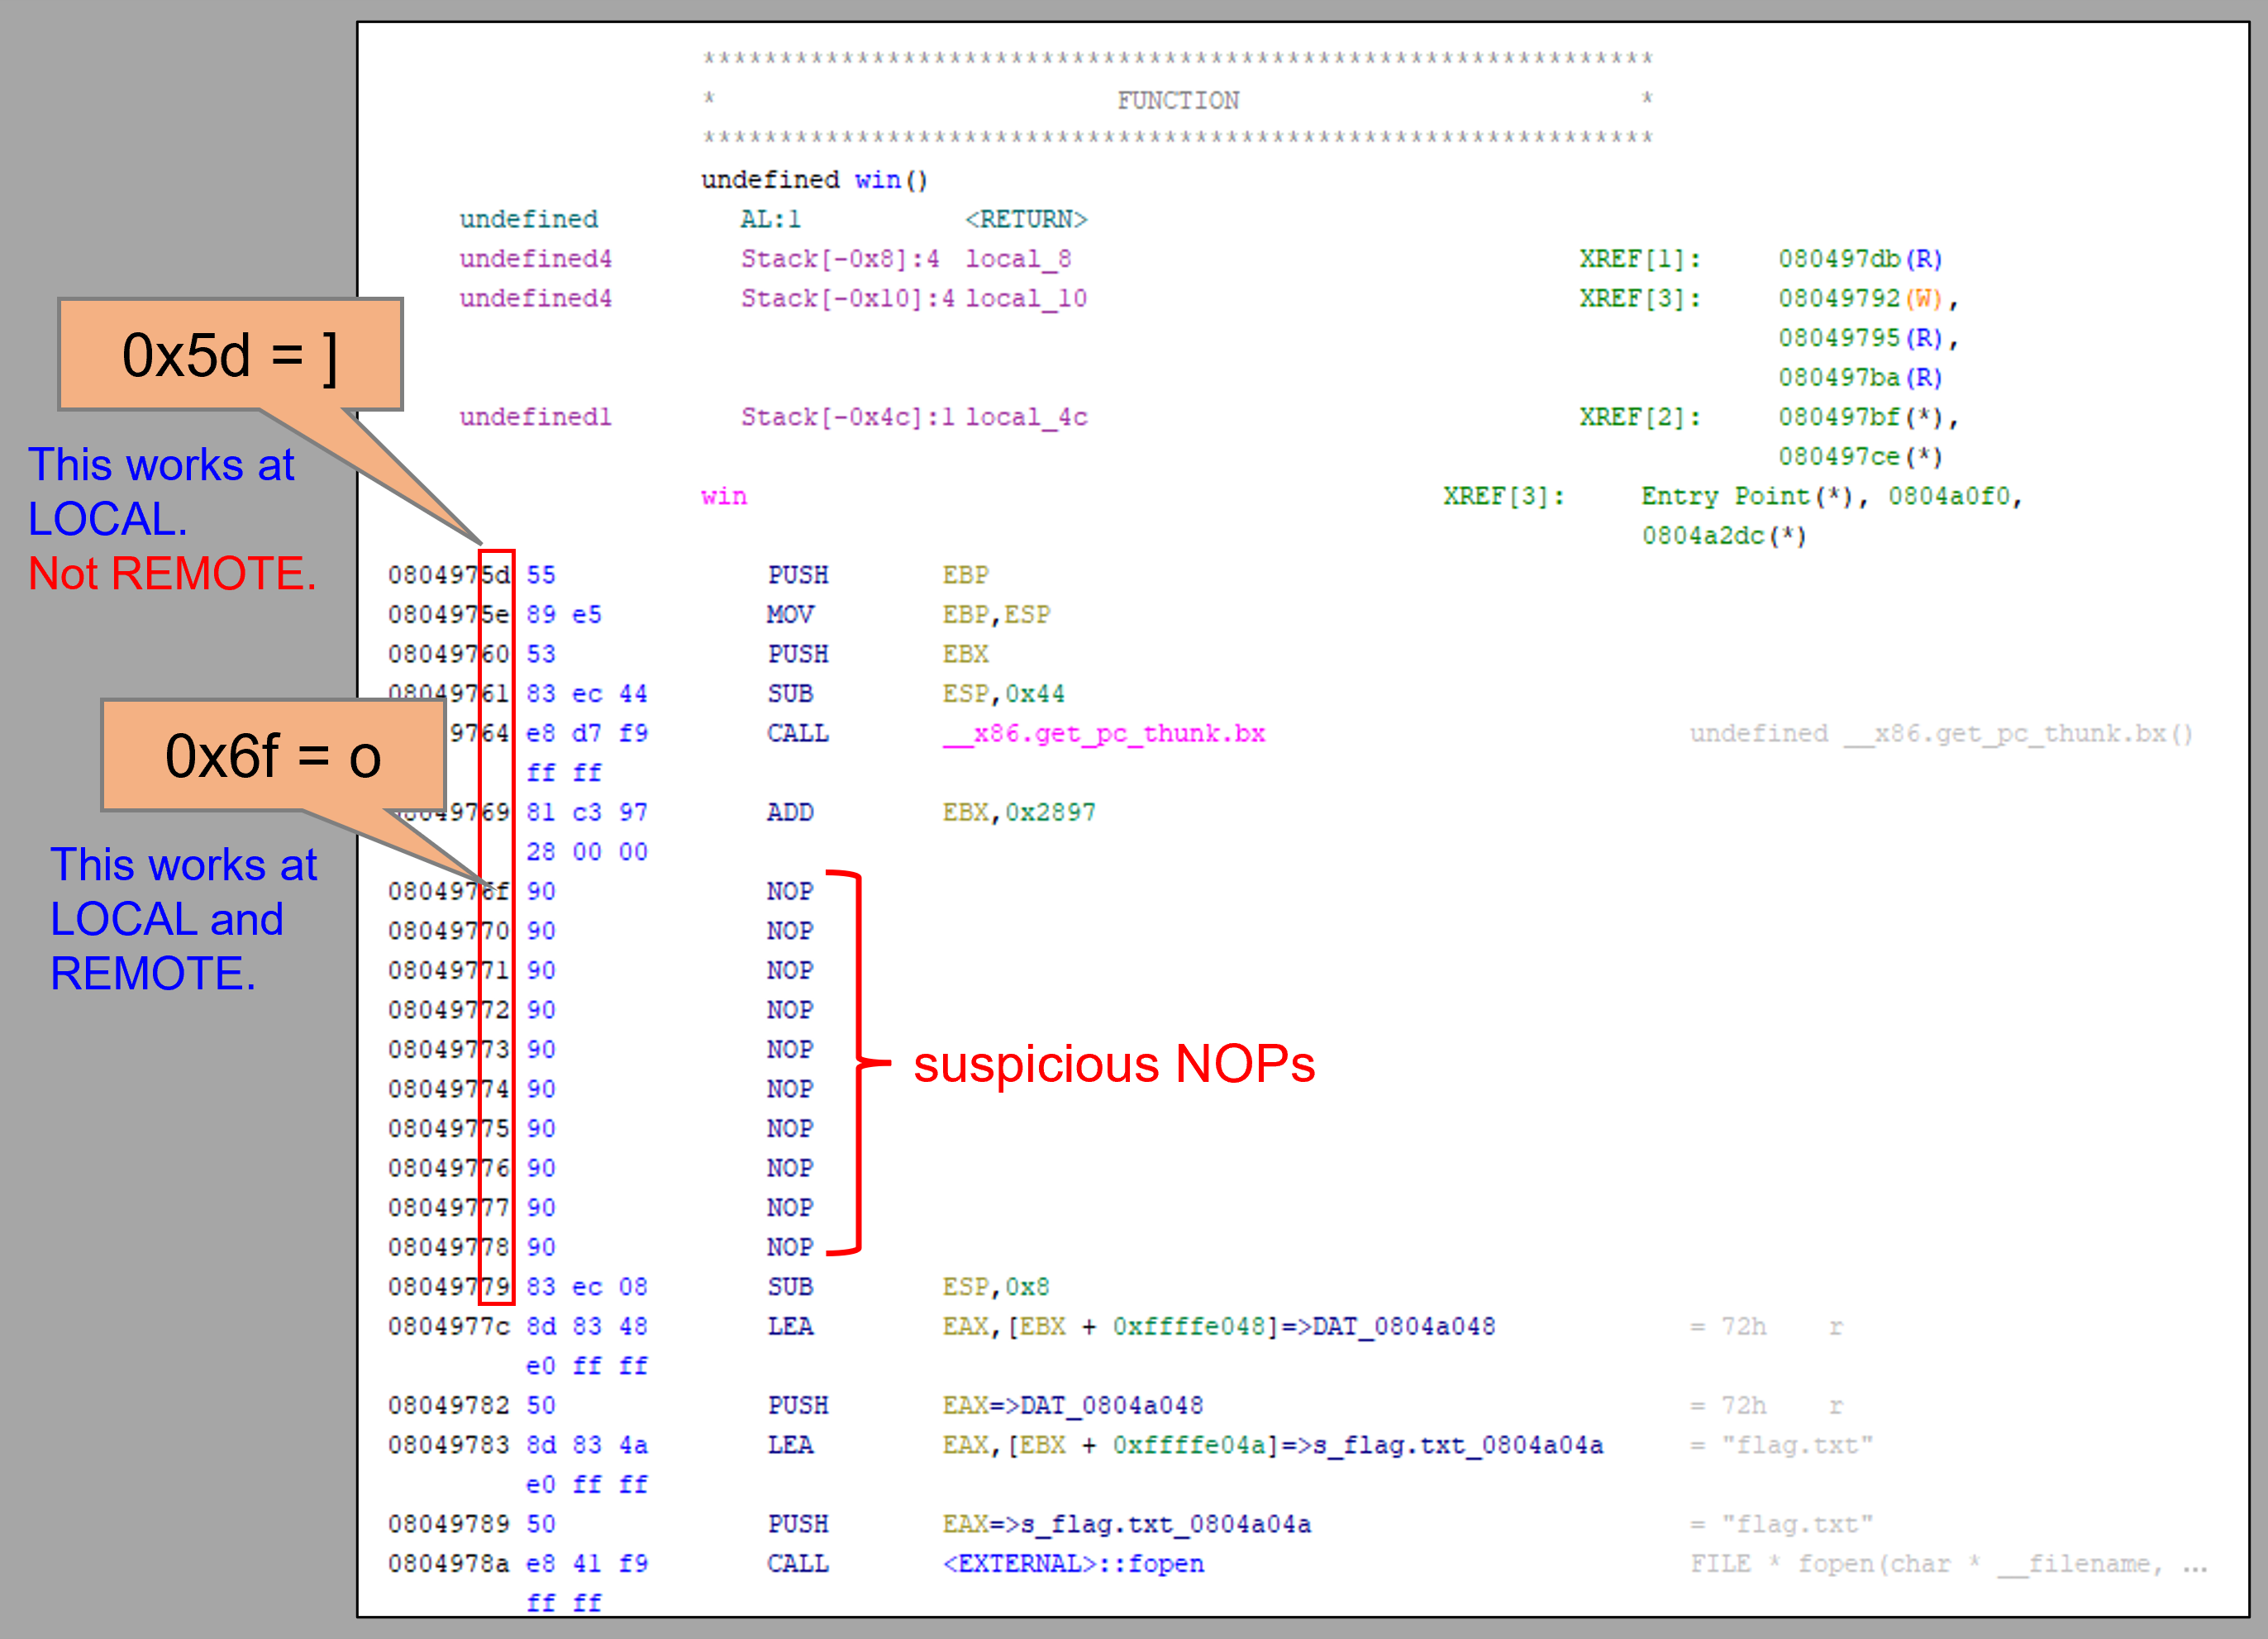 ****************************************************************
* FUNCTION *
****************************************************************
undefined win()
undefined AL:1 <RETURN>
undefined4 Stack[-0x8]:4 local_8 XREF[1]: 080497db(R)
undefined4 Stack[-0x10]:4 local_10 XREF[3]: 08049792(W),
08049795(R),
080497ba(R)
undefined1 Stack[-0x4c]:1 local_4c XREF[2]: 080497bf(*),
080497ce(*)
win XREF[3]: Entry Point(*), 0804a0f0,
0804a2dc(*)
0x5d = ]
This works at
LOCAL.
Not REMOTE.
0804975d 55 PUSH EBP
0804975e 89 e5 MOV EBP,ESP
08049760 53 PUSH EBX
08049761 83 ec 44 SUB ESP,0x44
9764 e8 d7 f9 CALL __x86.get_pc_thunk.bx undefined __x86.get_pc_thunk.bx()
ff ff
08049769 81 c3 97 ADD EBX,0x2897
28 00 00
0x6f = o
This works at
LOCAL and
REMOTE.
0804976f 90 NOP
08049770 90 NOP
08049771 90 NOP
08049772 90 NOP
08049773 90 NOP
08049774 90 NOP
08049775 90 NOP
08049776 90 NOP
08049777 90 NOP
08049778 90 NOP
suspicious NOPs
08049779 83 ec 08 SUB ESP,0x8
0804977c 8d 83 48 LEA EAX,[EBX + 0xffffe048]=>DAT_0804a048 = 72h r
e0 ff ff
08049782 50 PUSH EAX=>DAT_0804a048 = 72h r
08049783 8d 83 4a LEA EAX,[EBX + 0xffffe04a]=>s_flag.txt_0804a04a = "flag.txt"
e0 ff ff
08049789 50 PUSH EAX=>s_flag.txt_0804a04a = "flag.txt"
0804978a e8 41 f9 CALL <EXTERNAL>::fopen FILE * fopen(char * __filename, ...
ff ff